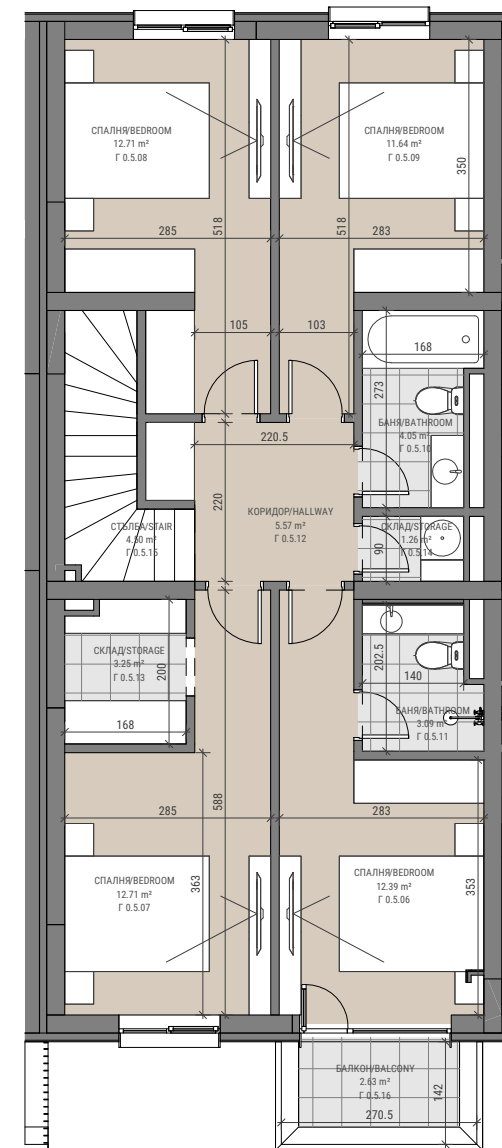 СПАЛНЯ/BEDROOM
12.71 m²
Г 0.5.08
СПАЛНЯ/BEDROOM
11.64 m²
Г 0.5.09
350
518
518
285
283
105
103
168
273
БАНЯ/BATHROOM
4.05 m²
Г 0.5.10
220.5
220
КОРИДОР/HALLWAY
5.57 m²
Г 0.5.12
СТЪЛБА/STAIR
4.50 m²
Г 0.5.15
СКЛАД/STORAGE
1.26 m²
Г 0.5.14
90
СКЛАД/STORAGE
3.25 m²
Г 0.5.13
200
168
202.5
140
БАНЯ/BATHROOM
3.09 m²
Г 0.5.11
285
588
283
СПАЛНЯ/BEDROOM
12.71 m²
Г 0.5.07
363
СПАЛНЯ/BEDROOM
12.39 m²
Г 0.5.06
353
БАЛКОН/BALCONY
2.63 m²
Г 0.5.16
142
270.5